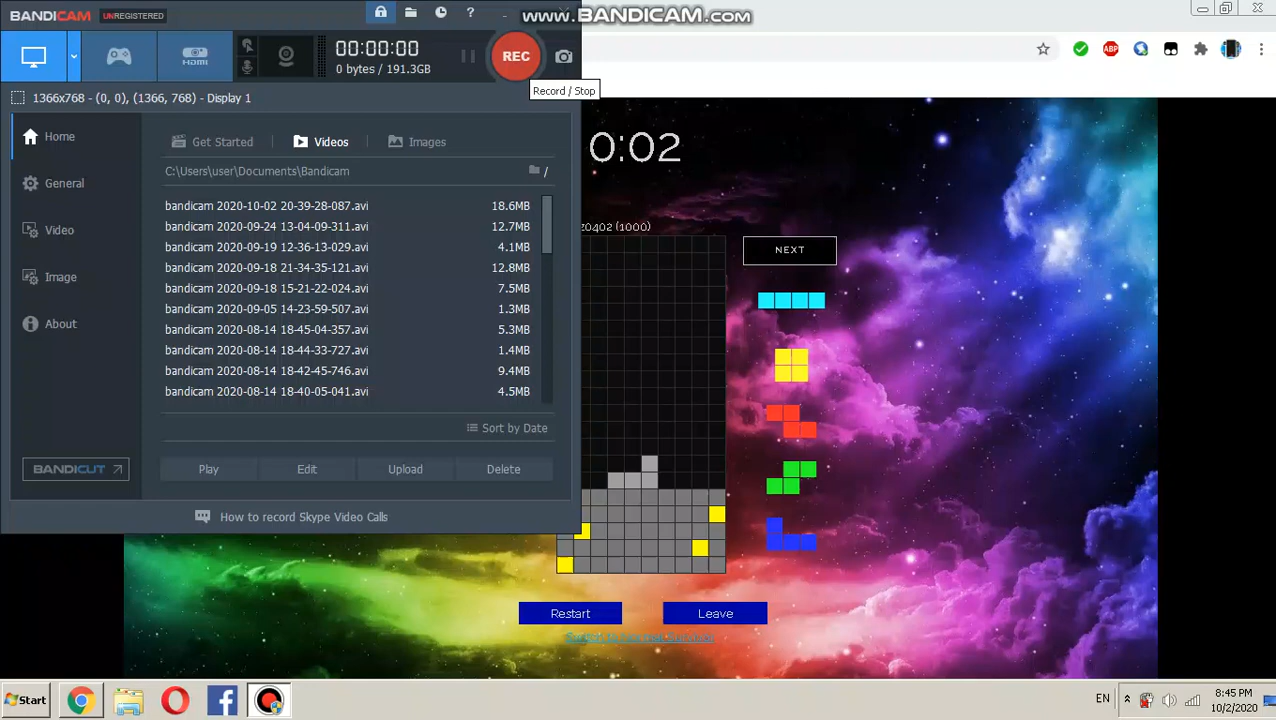 BANDICAM UNREGISTERED
www.BANDICAM.com
00:00:00
0 bytes / 191.3GB
REC
Record / Stop
1366x768 - (0, 0), (1366, 768) - Display 1
HDMI
ABP
Home
General
Video
Image
About
Get Started
Videos
Images
C:\Users\user\Documents\Bandicam
/
bandicam 2020-10-02 20-39-28-087.avi 18.6MB
bandicam 2020-09-24 13-04-09-311.avi 12.7MB
bandicam 2020-09-19 12-36-13-029.avi 4.1MB
bandicam 2020-09-18 21-34-35-121.avi 12.8MB
bandicam 2020-09-18 15-21-22-024.avi 7.5MB
bandicam 2020-09-05 14-23-59-507.avi 1.3MB
bandicam 2020-08-14 18-45-04-357.avi 5.3MB
bandicam 2020-08-14 18-44-33-727.avi 1.4MB
bandicam 2020-08-14 18-42-45-746.avi 9.4MB
bandicam 2020-08-14 18-40-05-041.avi 4.5MB
Sort by Date
Play
Edit
Upload
Delete
BANDICUT
How to record Skype Video Calls
0:02
z0402 (1000)
NEXT
Restart
Leave
Start
EN
8:45 PM
10/2/2020